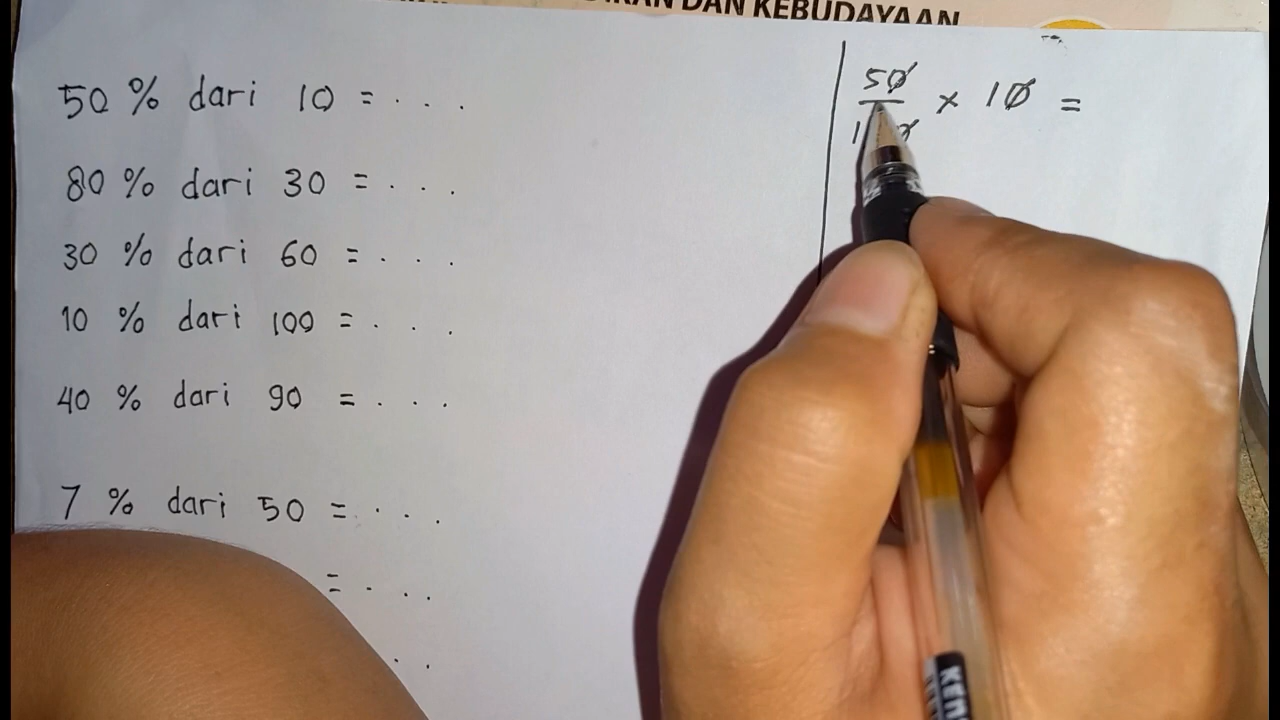 DAN KEBUDAYAAN
50 % dari 10 = . . .
80 % dari 30 = . . .
30 % dari 60 = . . .
10 % dari 100 = . . .
40 % dari 90 = . . .
7 % dari 50 = . . .
= . . .
. .
50
× 10 =